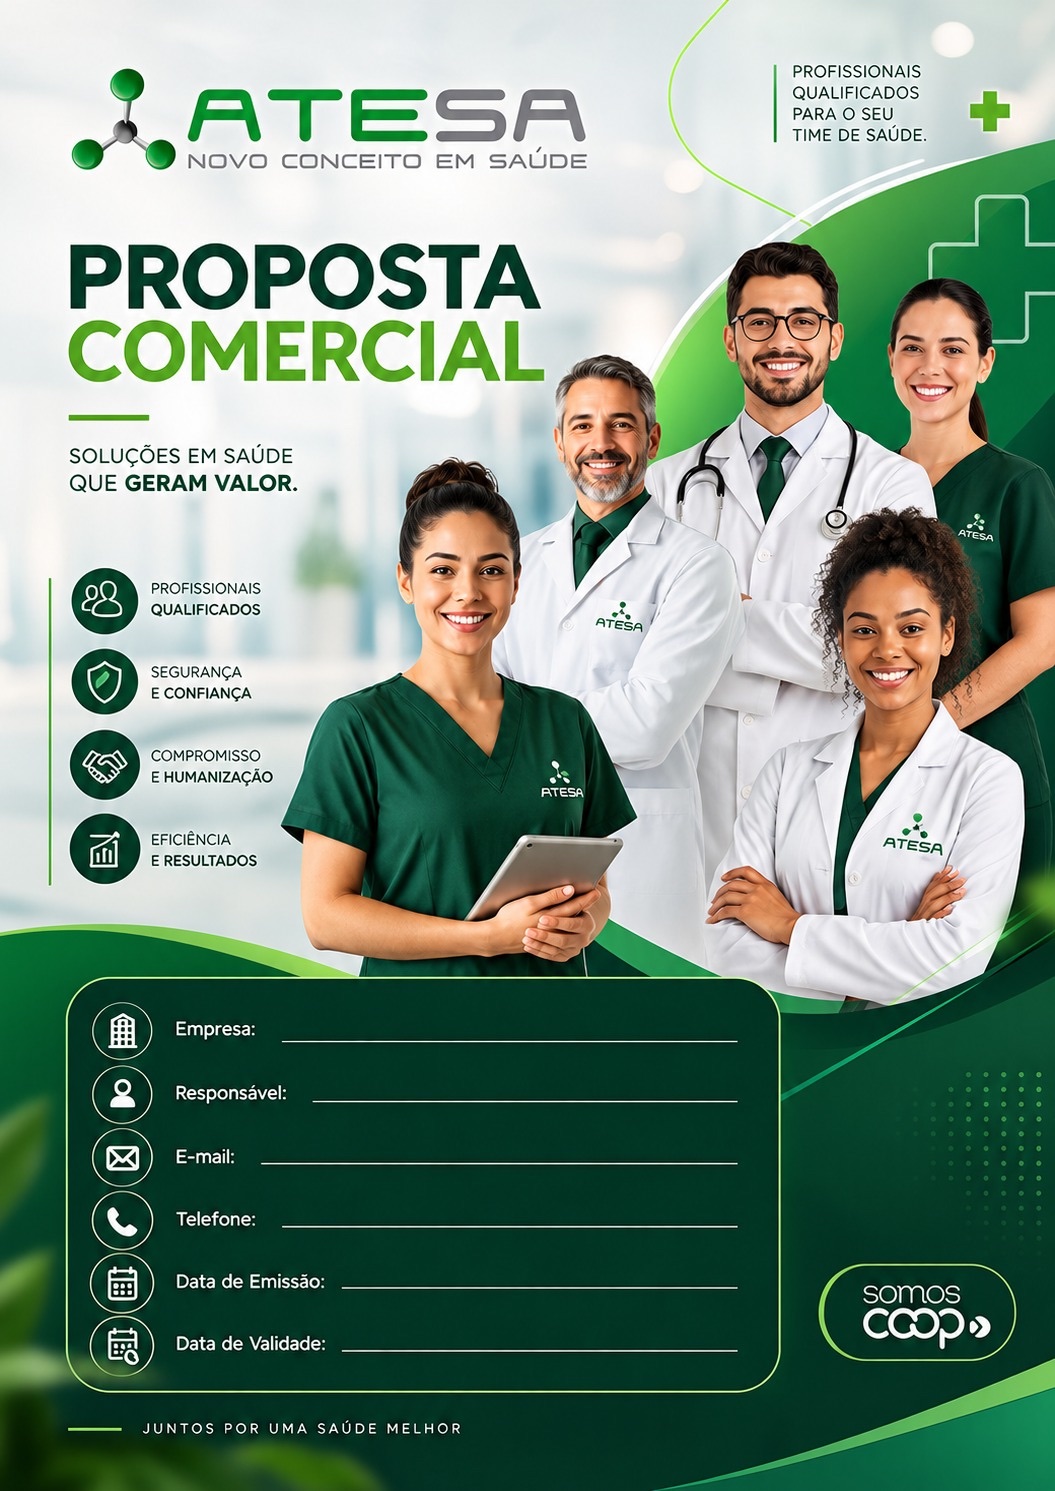 ATESA
NOVO CONCEITO EM SAÚDE
PROFISSIONAIS
QUALIFICADOS
PARA O SEU
TIME DE SAÚDE.
PROPOSTA
COMERCIAL
SOLUÇÕES EM SAÚDE
QUE GERAM VALOR.
PROFISSIONAIS
QUALIFICADOS
SEGURANÇA
E CONFIANÇA
COMPROMISSO
E HUMANIZAÇÃO
EFICIÊNCIA
E RESULTADOS
ATESA
ATESA
ATESA
ATESA
Empresa:
Responsável:
E-mail:
Telefone:
Data de Emissão:
Data de Validade:
somos
coop
JUNTOS POR UMA SAÚDE MELHOR